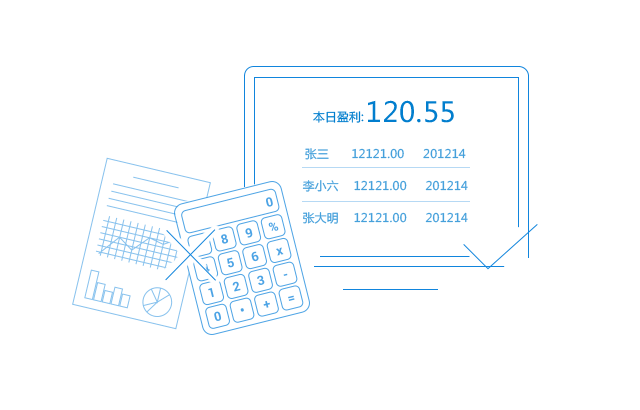 本日盈利:120.55
张三 12121.00 201214
李小六 12121.00 201214
张大明 12121.00 201214
0
8 9 %
5 6 x
1 2 3 -
0 · + =